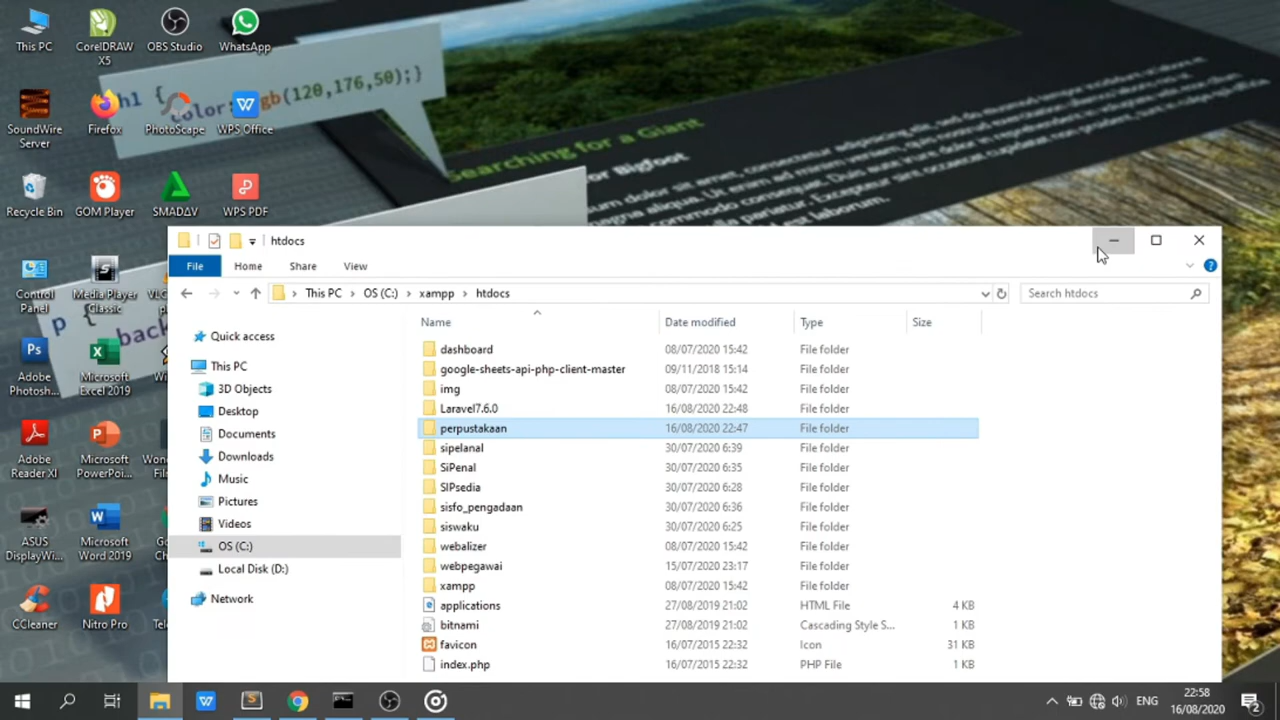 This PC
CorelDRAW X5
OBS Studio
WhatsApp
h1 {
color: rgb(120,176,50);}
SoundWire Server
Firefox
PhotoScape
WPS Office
Searching for a Giant
Recycle Bin
GOM Player
SMADΔV
WPS PDF
Control Panel
Media Player Classic
p {
Adobe Photosh...
Microsoft Excel 2019
Adobe Reader XI
Microsoft PowerPoi...
ASUS DisplayWi...
Microsoft Word 2019
CCleaner
Nitro Pro
htdocs
File
Home
Share
View
This PC
OS (C:)
xampp
htdocs
Search htdocs
Name
Date modified
Type
Size
Quick access
This PC
3D Objects
Desktop
Documents
Downloads
Music
Pictures
Videos
OS (C:)
Local Disk (D:)
Network
dashboard 08/07/2020 15:42 File folder
google-sheets-api-php-client-master 09/11/2018 15:14 File folder
img 08/07/2020 15:42 File folder
Laravel7.6.0 16/08/2020 22:48 File folder
perpustakaan 16/08/2020 22:47 File folder
sipelanal 30/07/2020 6:39 File folder
SiPenal 30/07/2020 6:35 File folder
SIPsedia 30/07/2020 6:28 File folder
sisfo_pengadaan 30/07/2020 6:36 File folder
siswaku 30/07/2020 6:25 File folder
webalizer 08/07/2020 15:42 File folder
webpegawai 15/07/2020 23:17 File folder
xampp 08/07/2020 15:42 File folder
applications 27/08/2019 21:02 HTML File 4 KB
bitnami 27/08/2019 21:02 Cascading Style S... 1 KB
favicon 16/07/2015 22:32 Icon 31 KB
index.php 16/07/2015 22:32 PHP File 1 KB
ENG
22:58
16/08/2020
2